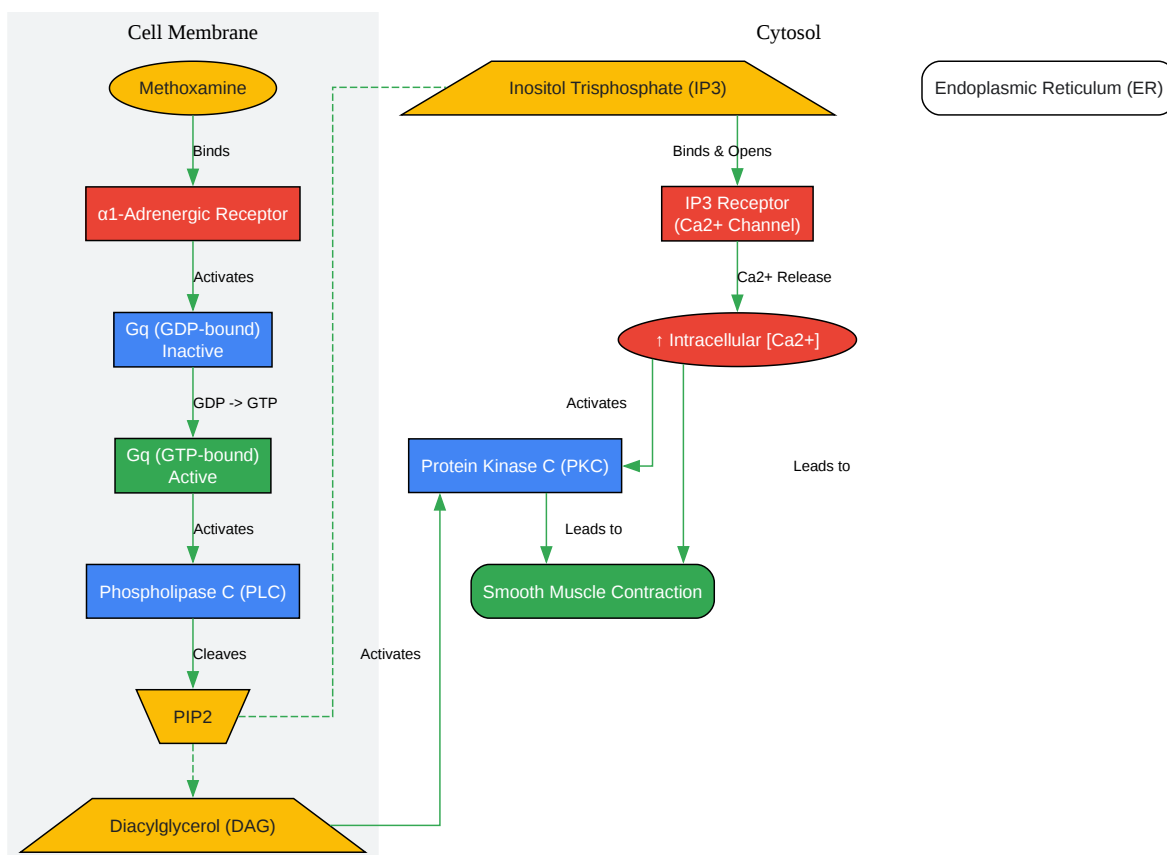 Cell Membrane
Methoxamine
Binds
α1-Adrenergic Receptor
Activates
Gq (GDP-bound)
Inactive
GDP -> GTP
Gq (GTP-bound)
Active
Activates
Phospholipase C (PLC)
Cleaves
PIP2
Diacylglycerol (DAG)
Activates
Cytosol
Inositol Trisphosphate (IP3)
Binds & Opens
IP3 Receptor
(Ca2+ Channel)
Ca2+ Release
↑ Intracellular [Ca2+]
Activates
Protein Kinase C (PKC)
Leads to
Leads to
Smooth Muscle Contraction
Endoplasmic Reticulum (ER)